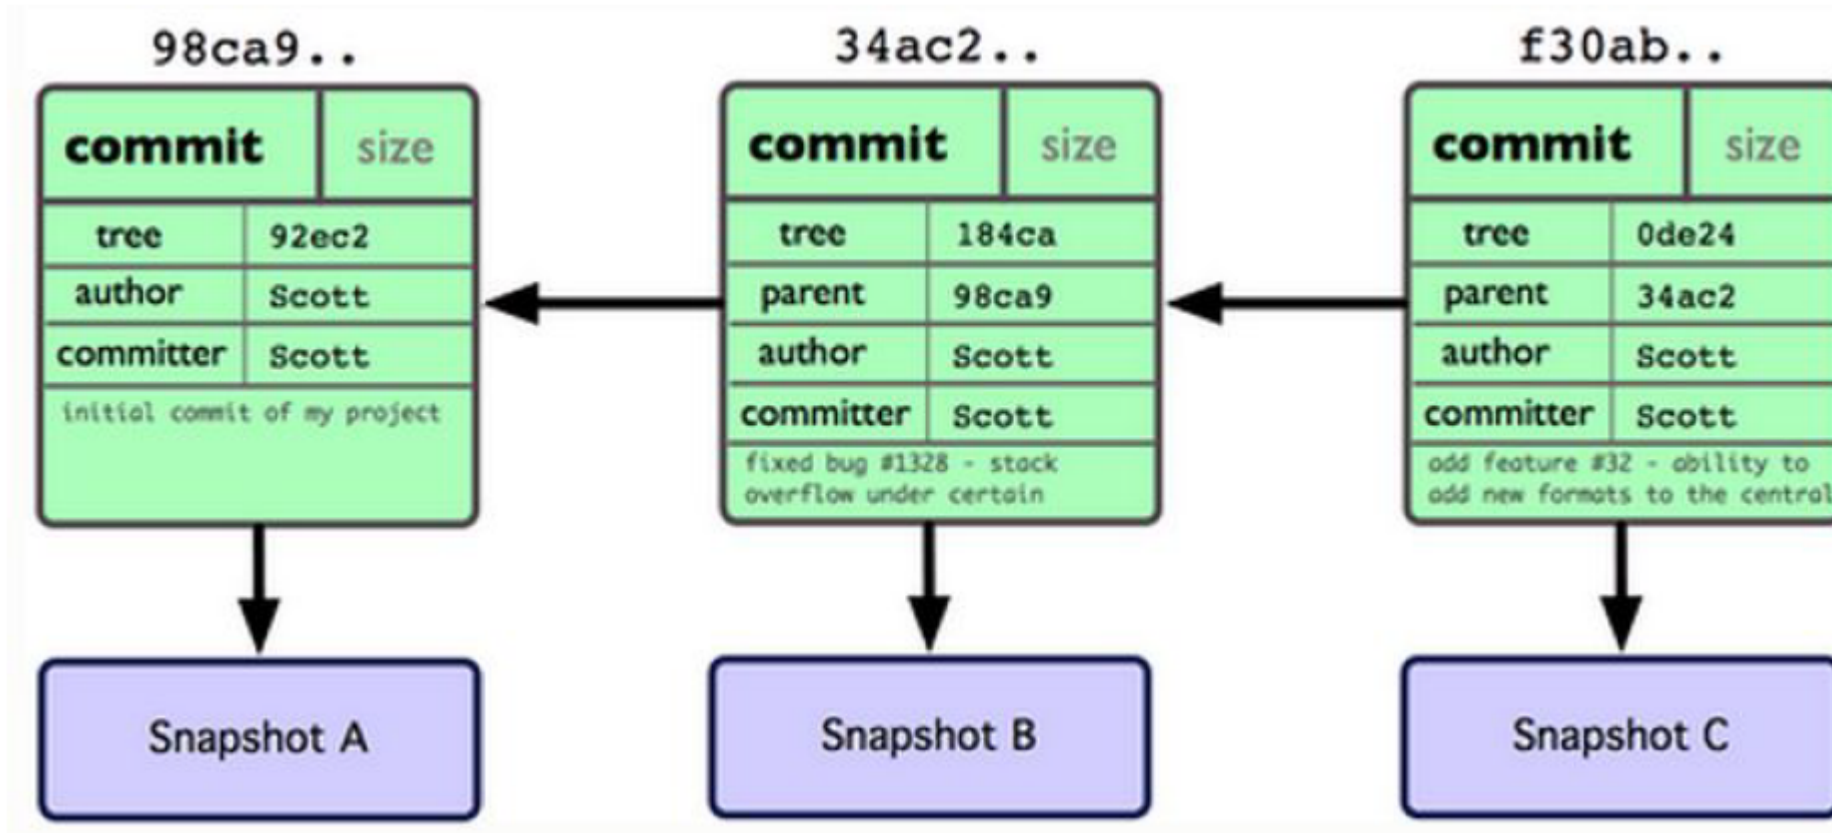 98ca9..
commit size
tree 92ec2
author Scott
committer Scott
initial commit of my project
Snapshot A
34ac2..
commit size
tree 184ca
parent 98ca9
author Scott
committer Scott
fixed bug #1328 - stack
overflow under certain
Snapshot B
f30ab..
commit size
tree 0de24
parent 34ac2
author Scott
committer Scott
add feature #32 - ability to
add new formats to the central
Snapshot C